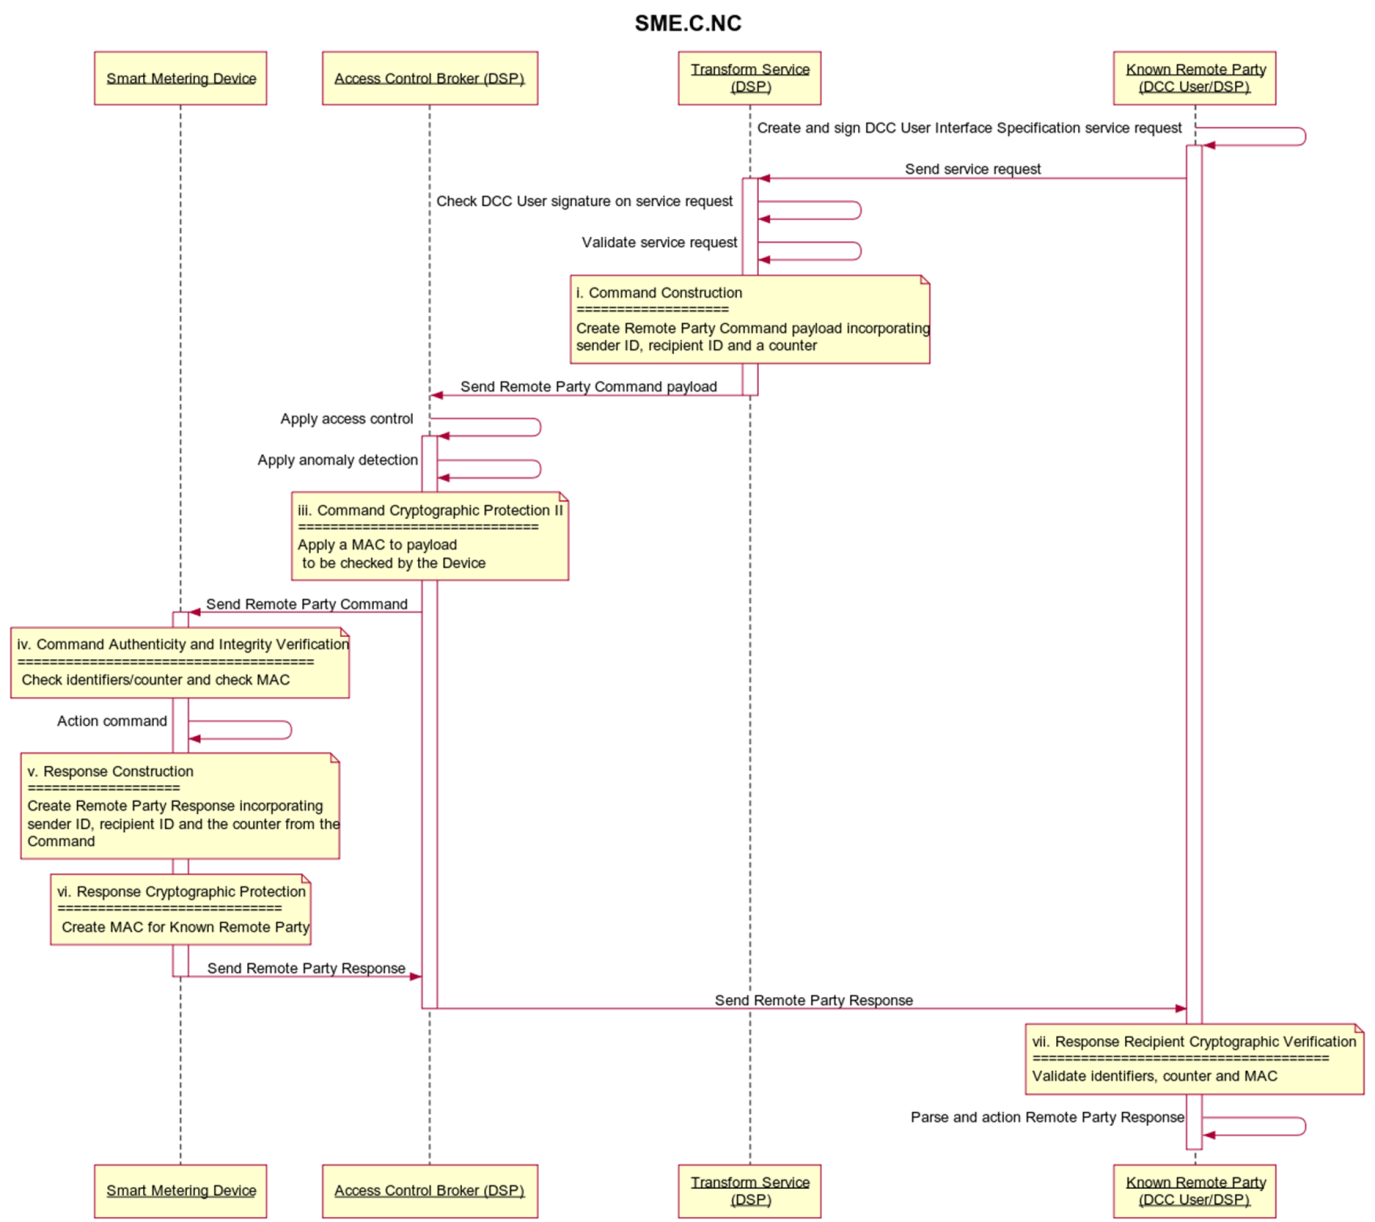 SME.C.NC
Smart Metering Device
Access Control Broker (DSP)
Transform Service
(DSP)
Known Remote Party
(DCC User/DSP)
Create and sign DCC User Interface Specification service request
Send service request
Check DCC User signature on service request
Validate service request
i. Command Construction
===================
Create Remote Party Command payload incorporating
sender ID, recipient ID and a counter
Send Remote Party Command payload
Apply access control
Apply anomaly detection
iii. Command Cryptographic Protection II
==============================
Apply a MAC to payload
to be checked by the Device
Send Remote Party Command
iv. Command Authenticity and Integrity Verification
=====================================
Check identifiers/counter and check MAC
Action command
v. Response Construction
===================
Create Remote Party Response incorporating
sender ID, recipient ID and the counter from the
Command
vi. Response Cryptographic Protection
============================
Create MAC for Known Remote Party
Send Remote Party Response
Send Remote Party Response
vii. Response Recipient Cryptographic Verification
=====================================
Validate identifiers, counter and MAC
Parse and action Remote Party Response
Smart Metering Device
Access Control Broker (DSP)
Transform Service
(DSP)
Known Remote Party
(DCC User/DSP)